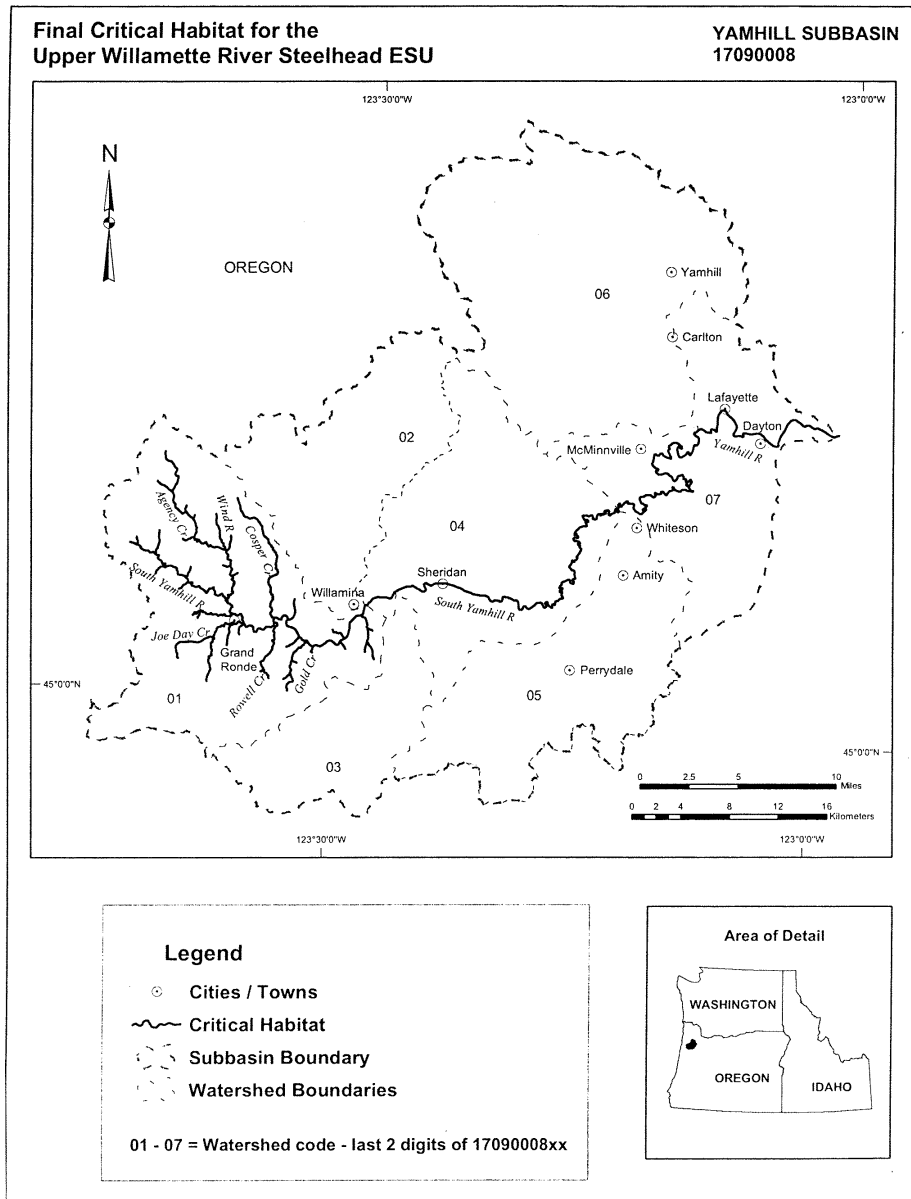 Final Critical Habitat for the
Upper Willamette River Steelhead ESU
YAMHILL SUBBASIN
17090008
123°30'0"W
123°0'0"W
N
OREGON
06
Yamhill
Carlton
Lafayette
Dayton
02
McMinnville
Yamhill R
07
Agency Cr
Wind R
Cosper Cr
04
Whiteson
Sheridan
Amity
South Yamhill R
Willamina
South Yamhill R
Joe Day Cr
Grand
Ronde
Rowell Cr
Gold Cr
Perrydale
45°0'0"N
01
05
45°0'0"N
03
0 2.5 5 10
Miles
0 2 4 8 12 16
Kilometers
123°30'0"W
123°0'0"W
Legend
Cities / Towns
Critical Habitat
Subbasin Boundary
Watershed Boundaries
01 - 07 = Watershed code - last 2 digits of 17090008xx
Area of Detail
WASHINGTON
OREGON
IDAHO